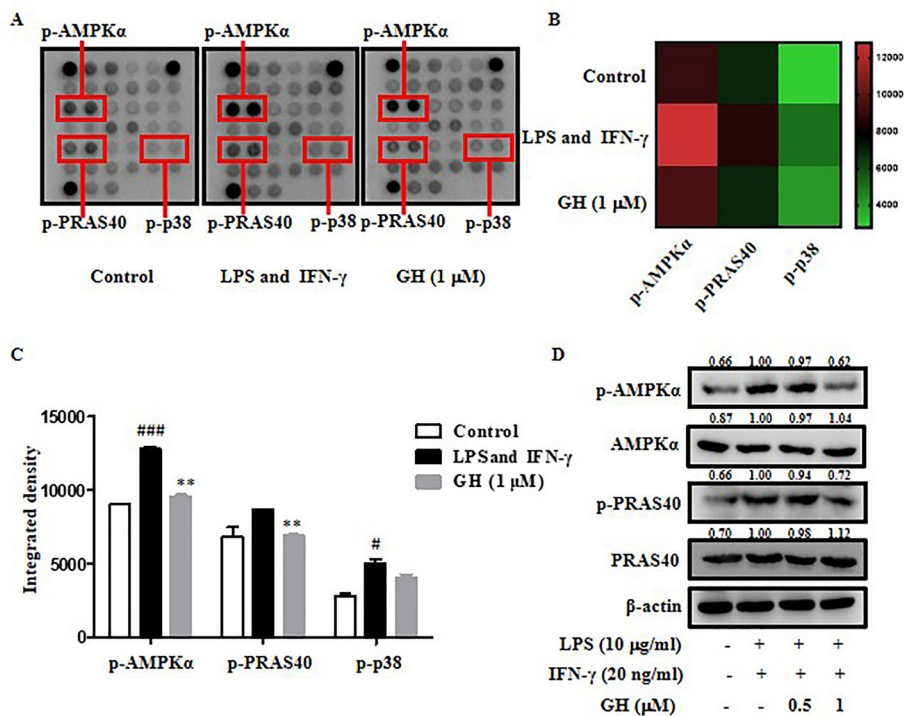 A
p-AMPKα p-AMPKα p-AMPKα
p-PRAS40 p-p38 p-PRAS40 p-p38 p-PRAS40 p-p38
Control LPS and IFN-γ GH (1 μM)
B
Control
LPS and IFN-γ
GH (1 μM)
p-AMPKα p-PRAS40 p-p38
12000
10000
8000
6000
4000
C
Integrated density
15000
10000
5000
0
### ** ** #
Control
LPSand IFN-γ
GH (1 μM)
p-AMPKα p-PRAS40 p-p38
D
0.66 1.00 0.97 0.62
p-AMPKα
0.87 1.00 0.97 1.04
AMPKα
0.66 1.00 0.94 0.72
p-PRAS40
0.70 1.00 0.98 1.12
PRAS40
β-actin
LPS (10 μg/ml) - + + +
IFN-γ (20 ng/ml) - + + +
GH (μM) - - 0.5 1